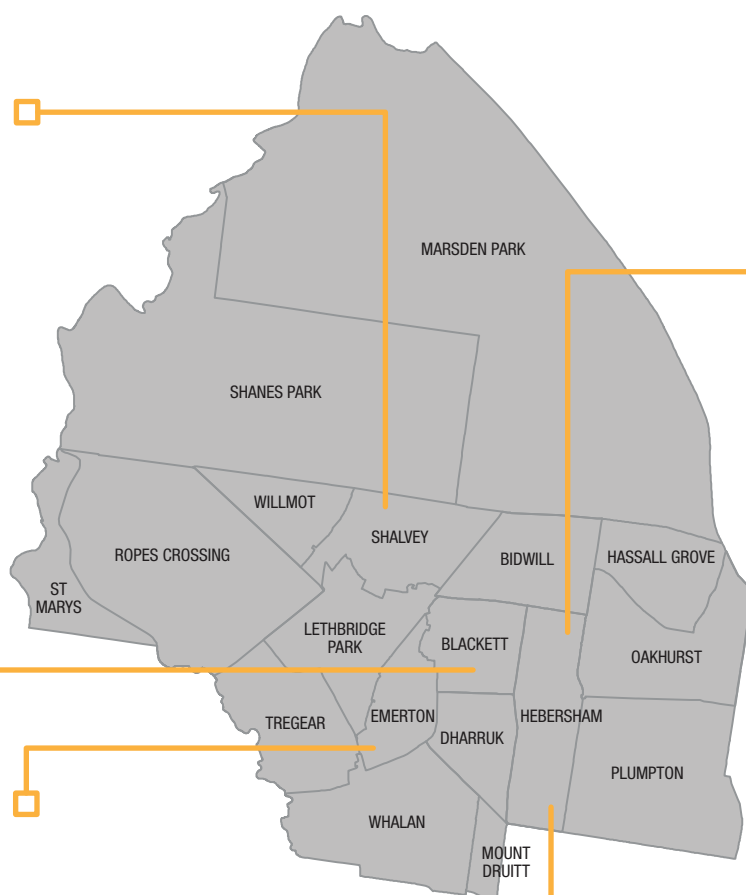 MARSDEN PARK
SHANES PARK
WILLMOT
SHALVEY
ROPES CROSSING
BIDWILL
HASSALL GROVE
ST
MARYS
LETHBRIDGE
PARK
BLACKETT
OAKHURST
TREGEAR
EMERTON
HEBERSHAM
DHARRUK
PLUMPTON
WHALAN
MOUNT
DRUITT